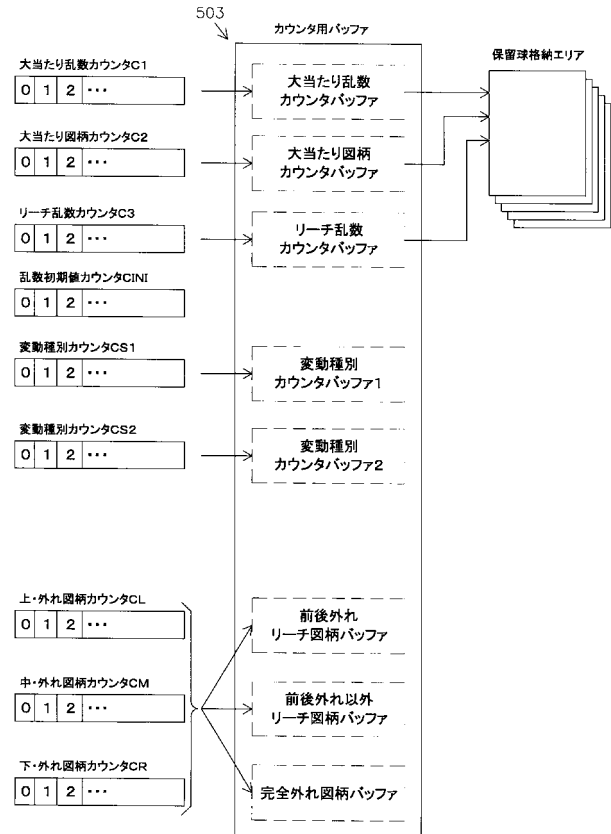 503
カウンタ用バッファ
保留球格納エリア
大当たり乱数カウンタC1
0 1 2 ･･･
大当たり乱数
カウンタバッファ
大当たり図柄カウンタC2
0 1 2 ･･･
大当たり図柄
カウンタバッファ
リーチ乱数カウンタC3
0 1 2 ･･･
リーチ乱数
カウンタバッファ
乱数初期値カウンタCINI
0 1 2 ･･･
変動種別カウンタCS1
0 1 2 ･･･
変動種別
カウンタバッファ1
変動種別カウンタCS2
0 1 2 ･･･
変動種別
カウンタバッファ2
上・外れ図柄カウンタCL
0 1 2 ･･･
前後外れ
リーチ図柄バッファ
中・外れ図柄カウンタCM
0 1 2 ･･･
前後外れ以外
リーチ図柄バッファ
下・外れ図柄カウンタCR
0 1 2 ･･･
完全外れ図柄バッファ